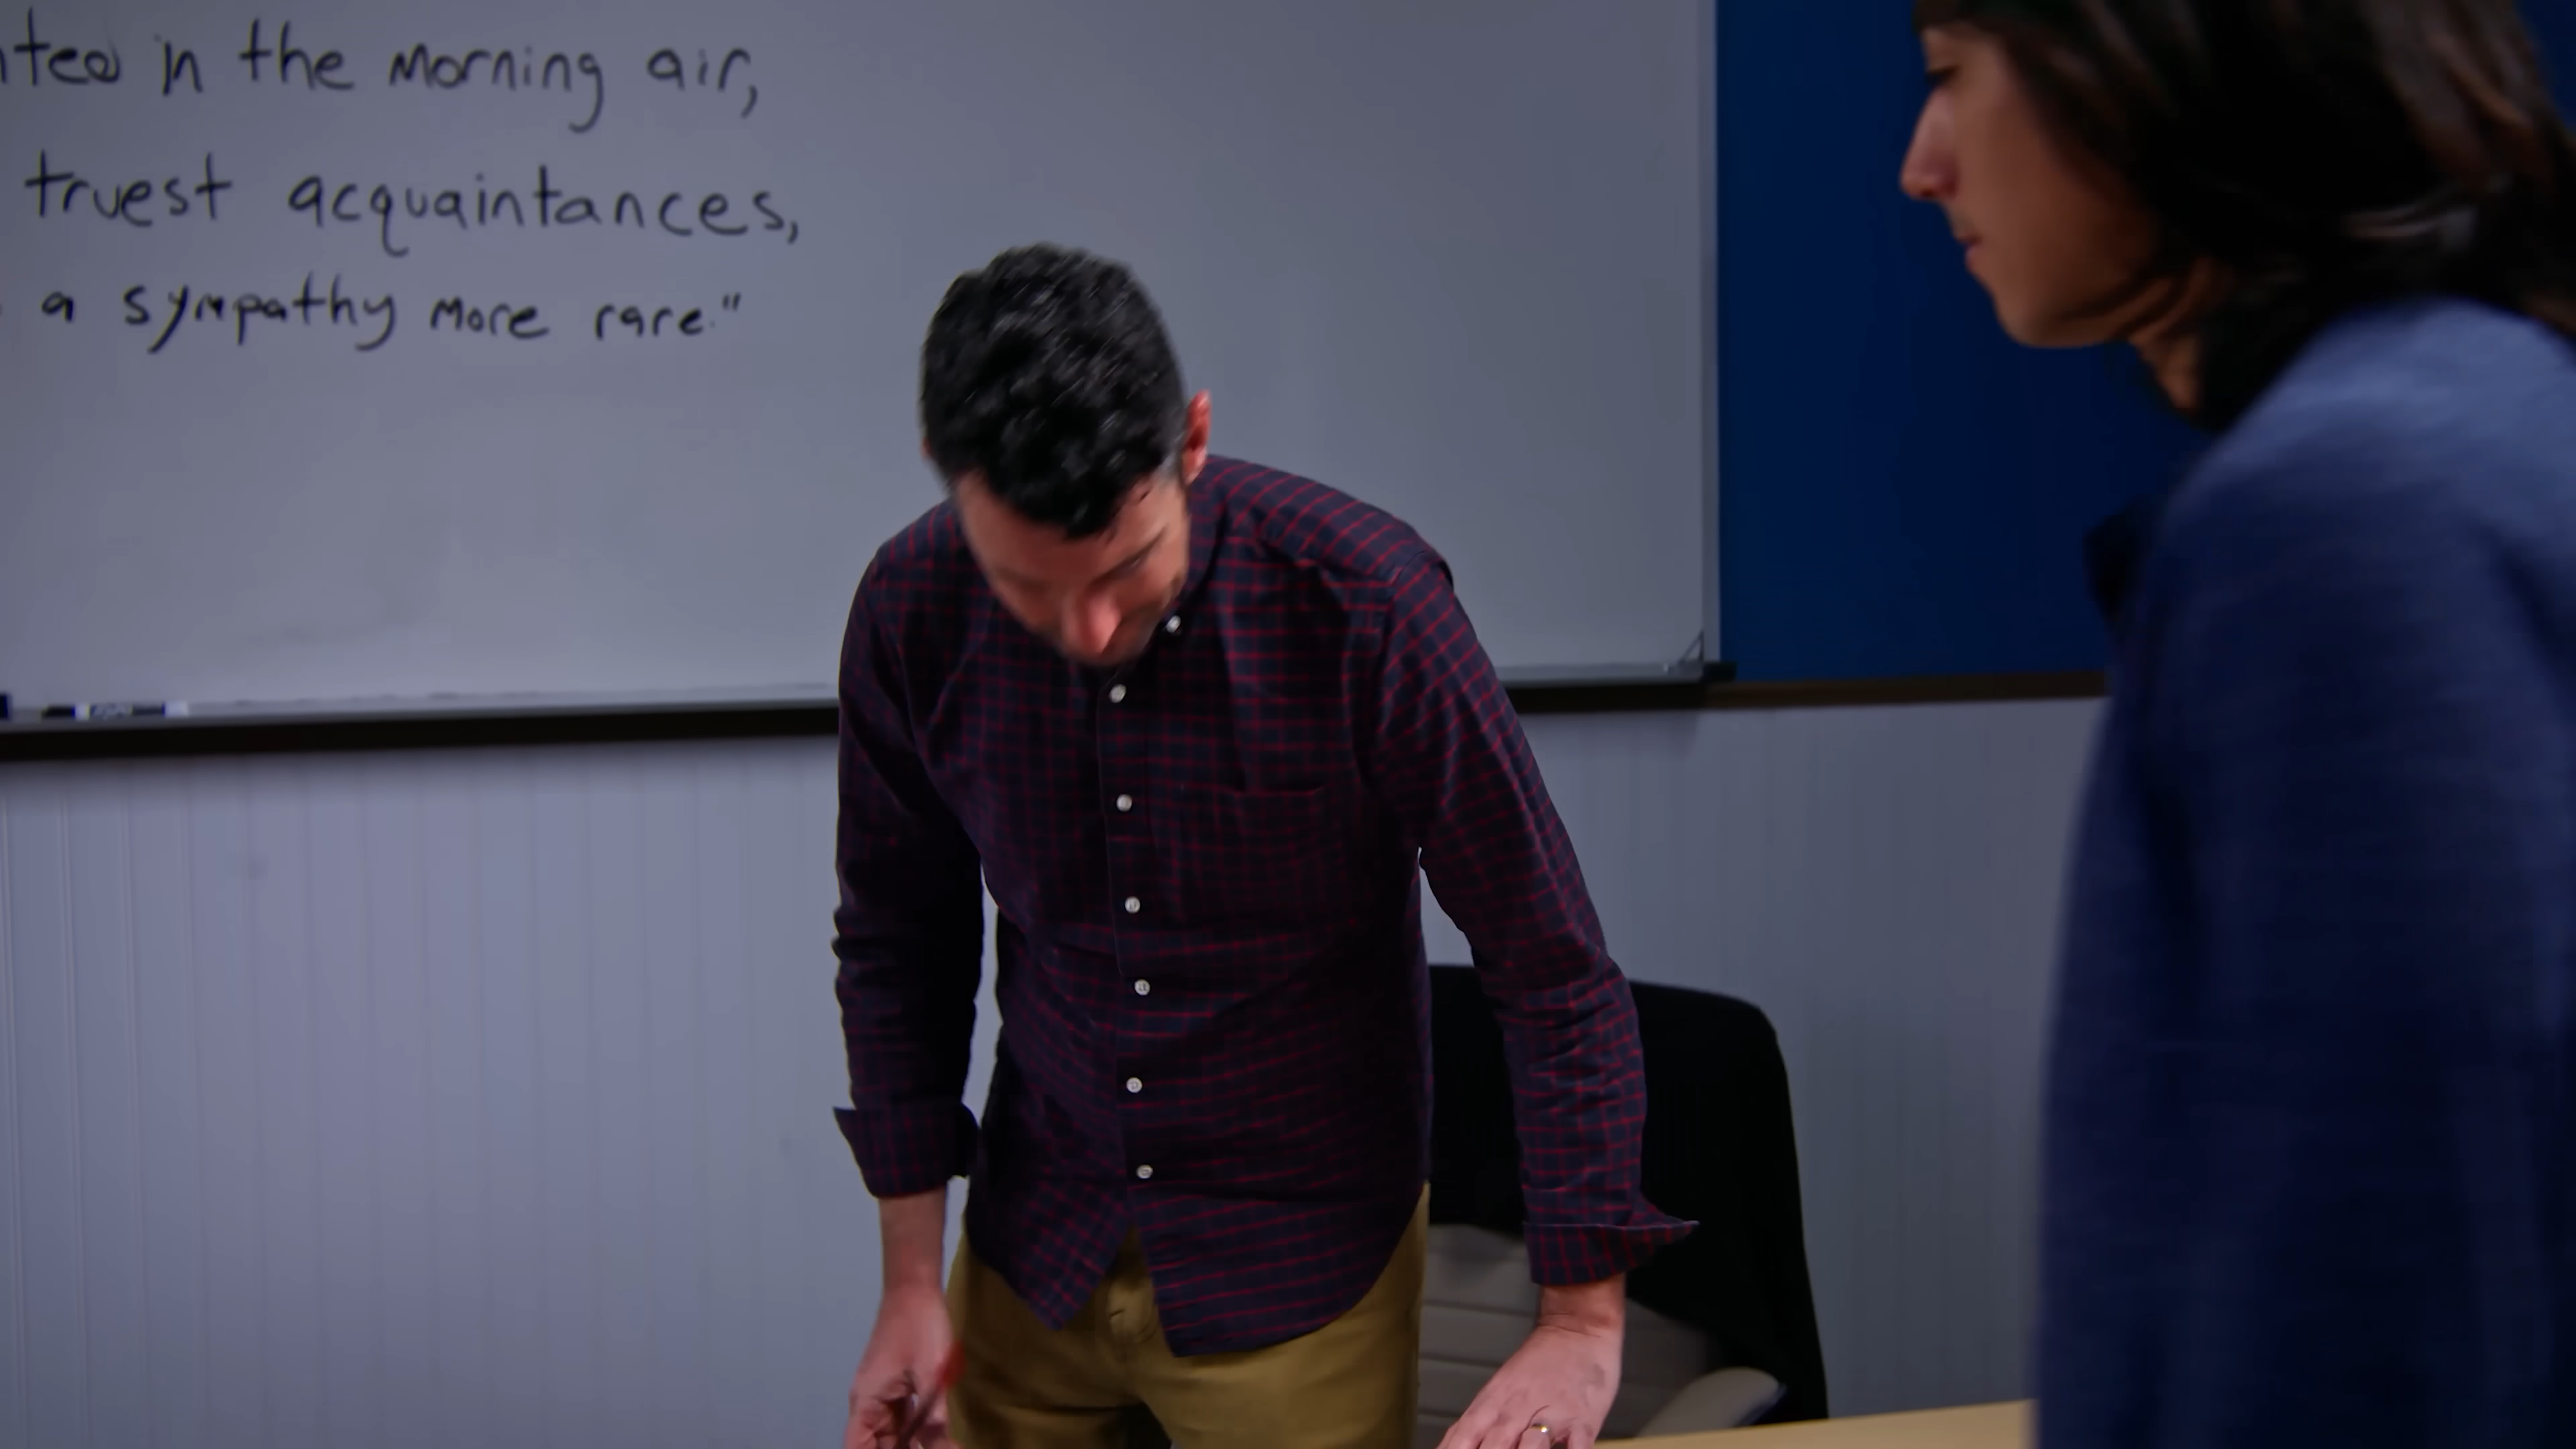 in the morning air,
truest acquaintances,
a sympathy more rare."